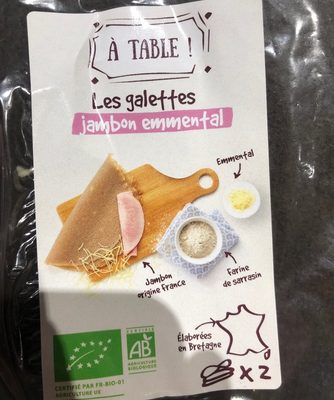 À TABLE !
Les galettes
jambon emmental
Emmental
Jambon
origine France
Farine
de sarrasin
Élaborées
en Bretagne
x 2
CERTIFIÉ
AB
AGRICULTURE
BIOLOGIQUE
CERTIFIÉ PAR FR-BIO-01
AGRICULTURE UE